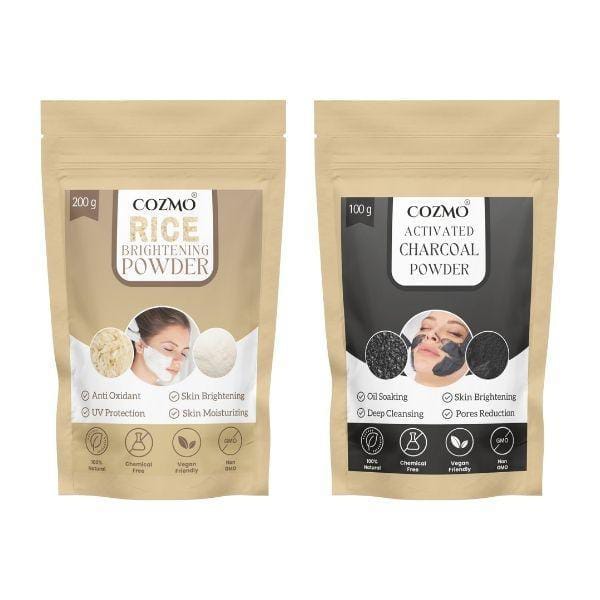 200 g
COZMO®
RICE
BRIGHTENING
POWDER
Anti Oxidant
Skin Brightening
UV Protection
Skin Moisturizing
100%
Natural
Chemical
Free
Vegan
Friendly
GMO
Non
GMO
100 g
COZMO®
ACTIVATED
CHARCOAL
POWDER
Oil Soaking
Skin Brightening
Deep Cleansing
Pores Reduction
100%
Natural
Chemical
Free
Vegan
Friendly
GMO
Non
GMO